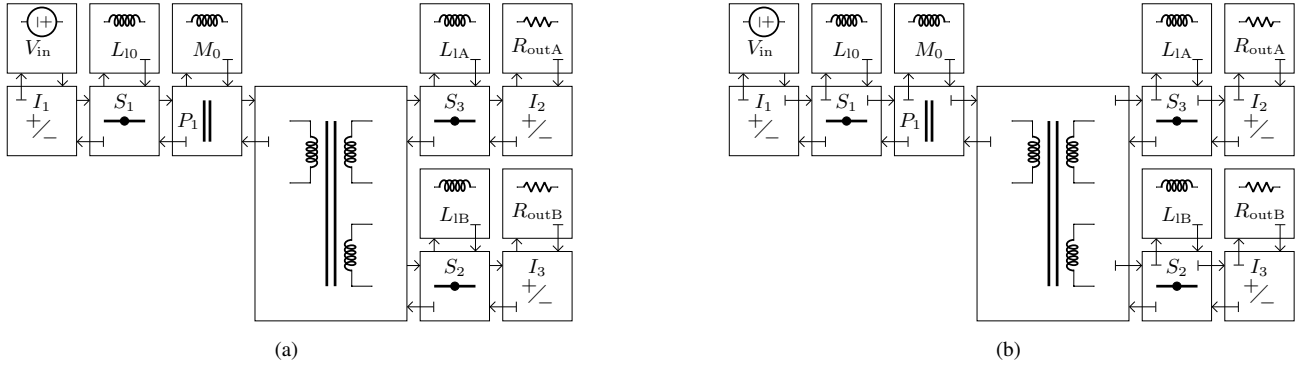 V_in L_l0 M_0 L_lA R_outA
I_1 S_1 P_1 S_3 I_2
+/−
+/−
L_lB R_outB
S_2 I_3
+/−
(a)
V_in L_l0 M_0 L_lA R_outA
I_1 S_1 P_1 S_3 I_2
+/−
+/−
L_lB R_outB
S_2 I_3
+/−
(b)